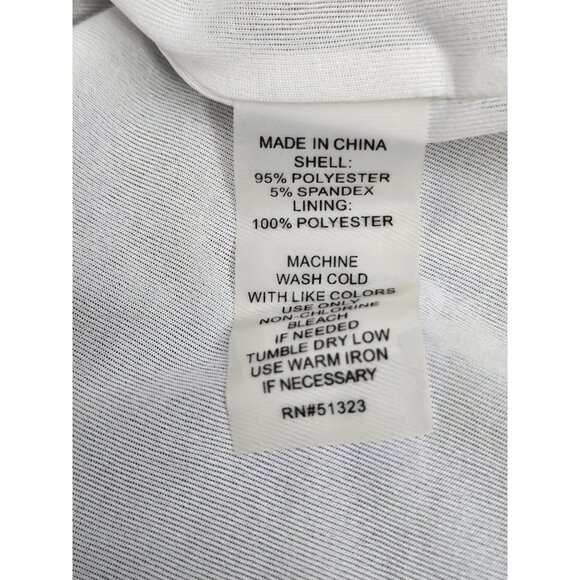 MADE IN CHINA
SHELL:
95% POLYESTER
5% SPANDEX
LINING:
100% POLYESTER
MACHINE
WASH COLD
WITH LIKE COLORS
USE ONLY
NON-CHLORINE
BLEACH
IF NEEDED
TUMBLE DRY LOW
USE WARM IRON
IF NECESSARY
RN#51323